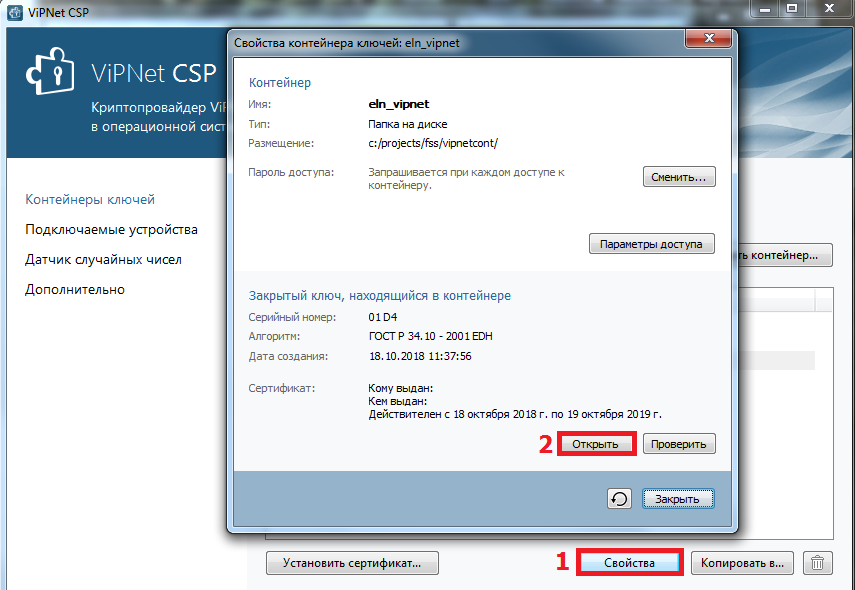 ViPNet CSP
ViPNet CSP
Криптопровайдер ViP
в операционной сист
Контейнеры ключей
Подключаемые устройства
Датчик случайных чисел
Дополнительно
Свойства контейнера ключей: eln_vipnet
Контейнер
Имя: eln_vipnet
Тип: Папка на диске
Размещение: c:/projects/fss/vipnetcont/
Пароль доступа: Запрашивается при каждом доступе к
контейнеру.
Сменить...
Параметры доступа
ть контейнер...
Закрытый ключ, находящийся в контейнере
Серийный номер: 01D4
Алгоритм: ГОСТ Р 34.10 - 2001 EDH
Дата создания: 18.10.2018 11:37:56
Сертификат: Кому выдан:
Кем выдан:
Действителен с 18 октября 2018 г. по 19 октября 2019 г.
2 Открыть Проверить
Закрыть
Установить сертификат... 1 Свойства Копировать в...